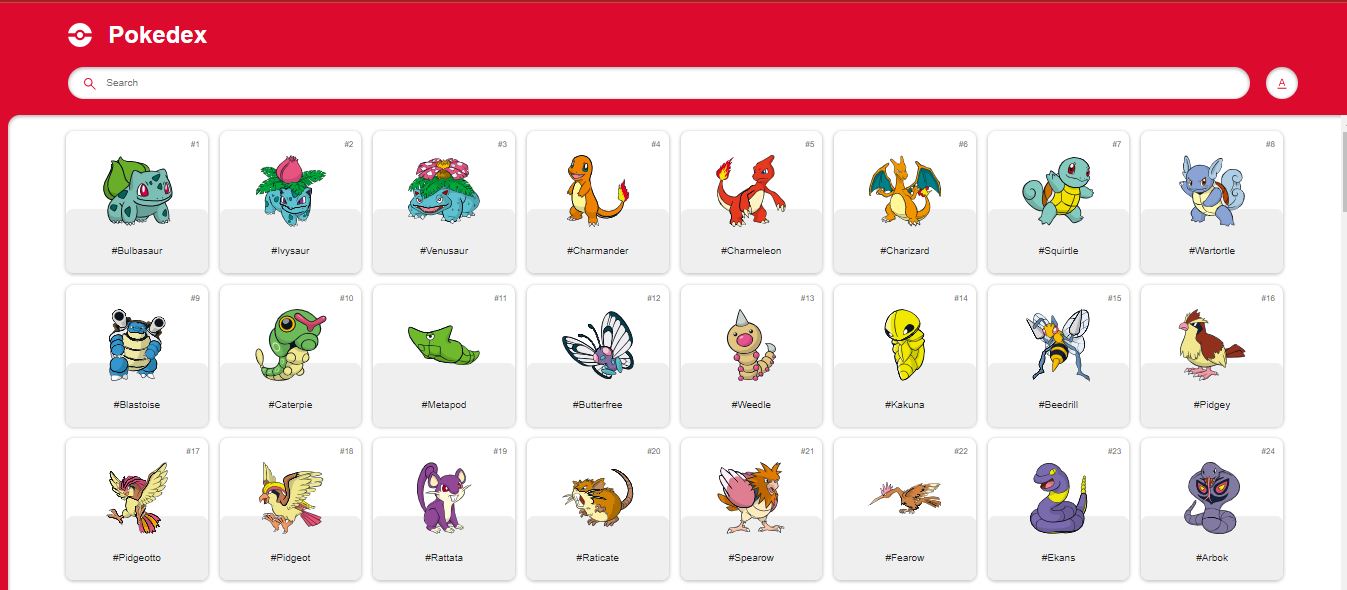 Pokedex
Search
A
#1 #2 #3 #4 #5 #6 #7 #8
#Bulbasaur #Ivysaur #Venusaur #Charmander #Charmeleon #Charizard #Squirtle #Wartortle
#9 #10 #11 #12 #13 #14 #15 #16
#Blastoise #Caterpie #Metapod #Butterfree #Weedle #Kakuna #Beedrill #Pidgey
#17 #18 #19 #20 #21 #22 #23 #24
#Pidgeotto #Pidgeot #Rattata #Raticate #Spearow #Fearow #Ekans #Arbok